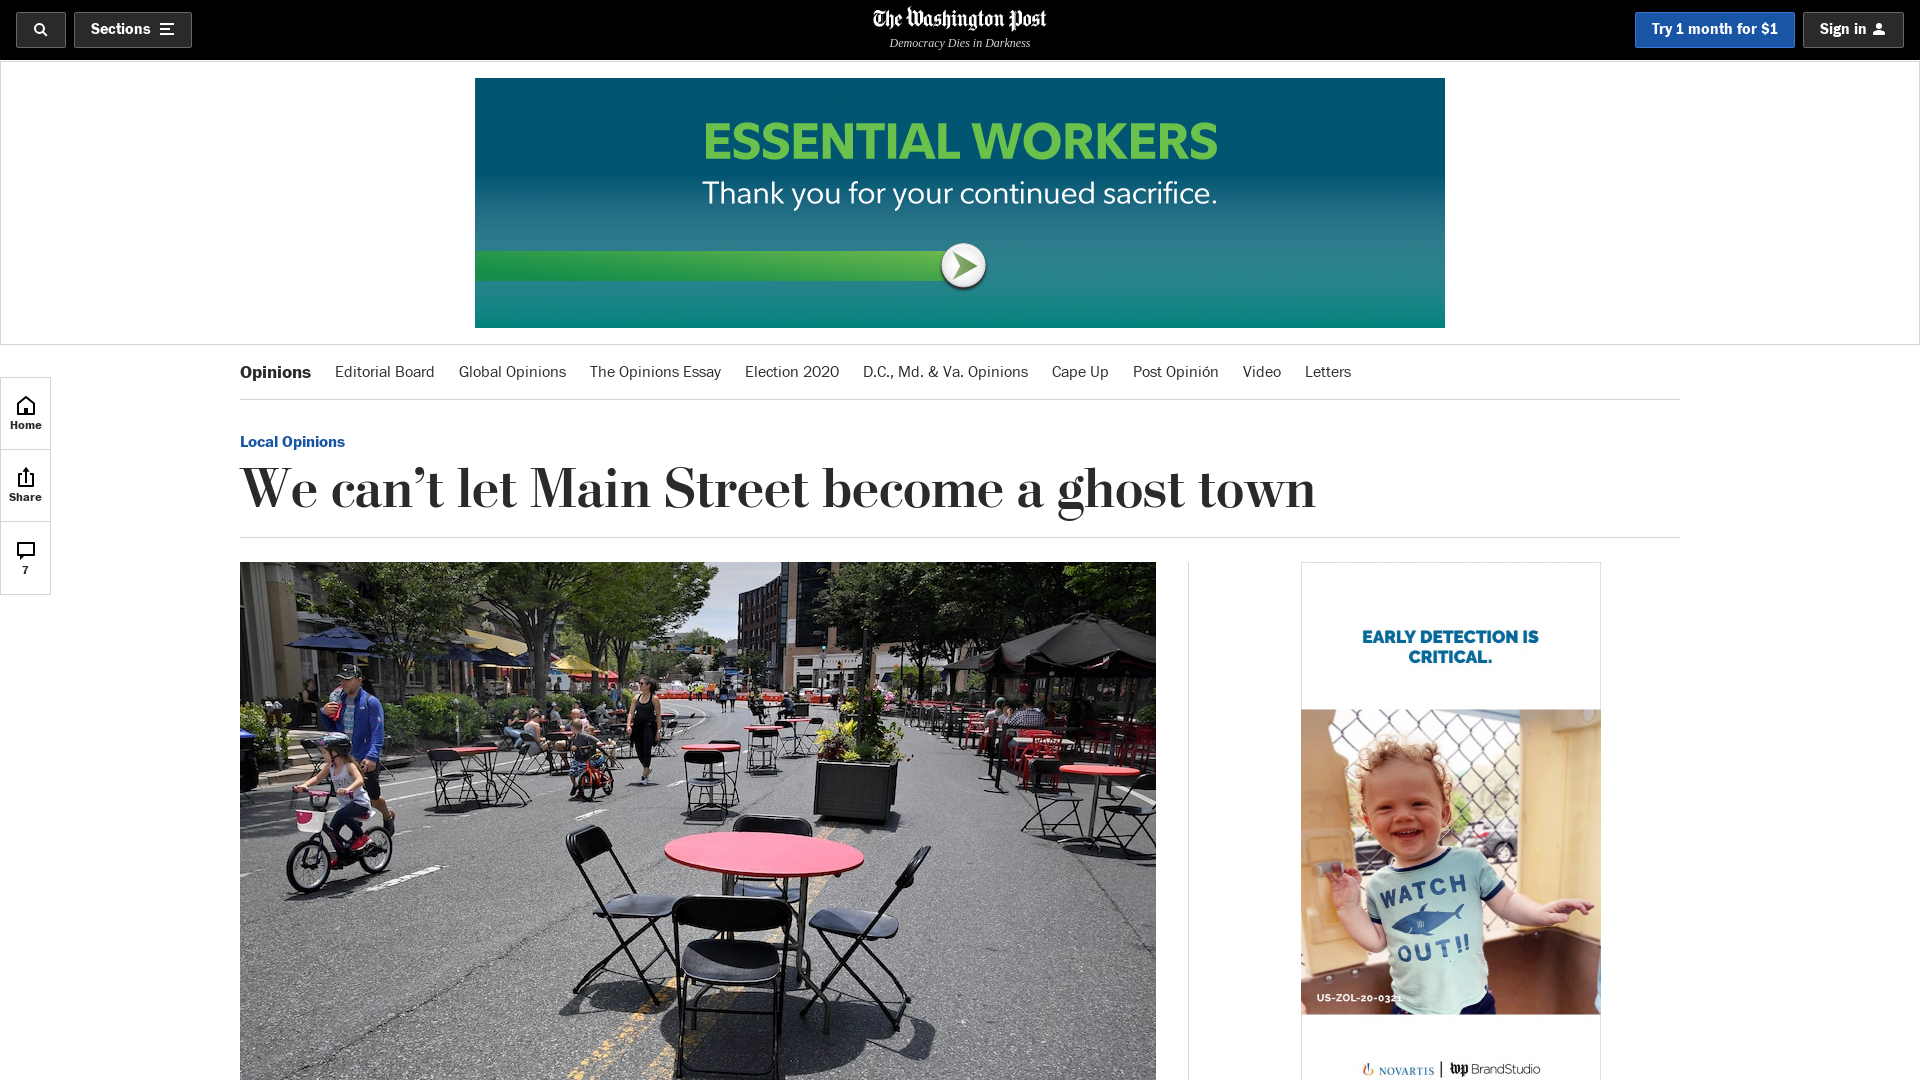 Sections
The Washington Post
Democracy Dies in Darkness
Try 1 month for $1
Sign in
ESSENTIAL WORKERS
Thank you for your continued sacrifice.
Opinions
Editorial Board
Global Opinions
The Opinions Essay
Election 2020
D.C., Md. & Va. Opinions
Cape Up
Post Opinión
Video
Letters
Home
Share
7
Local Opinions
We can’t let Main Street become a ghost town
EARLY DETECTION IS
CRITICAL.
WATCH
OUT!!
US-ZOL-20-0321
NOVARTIS | wp BrandStudio